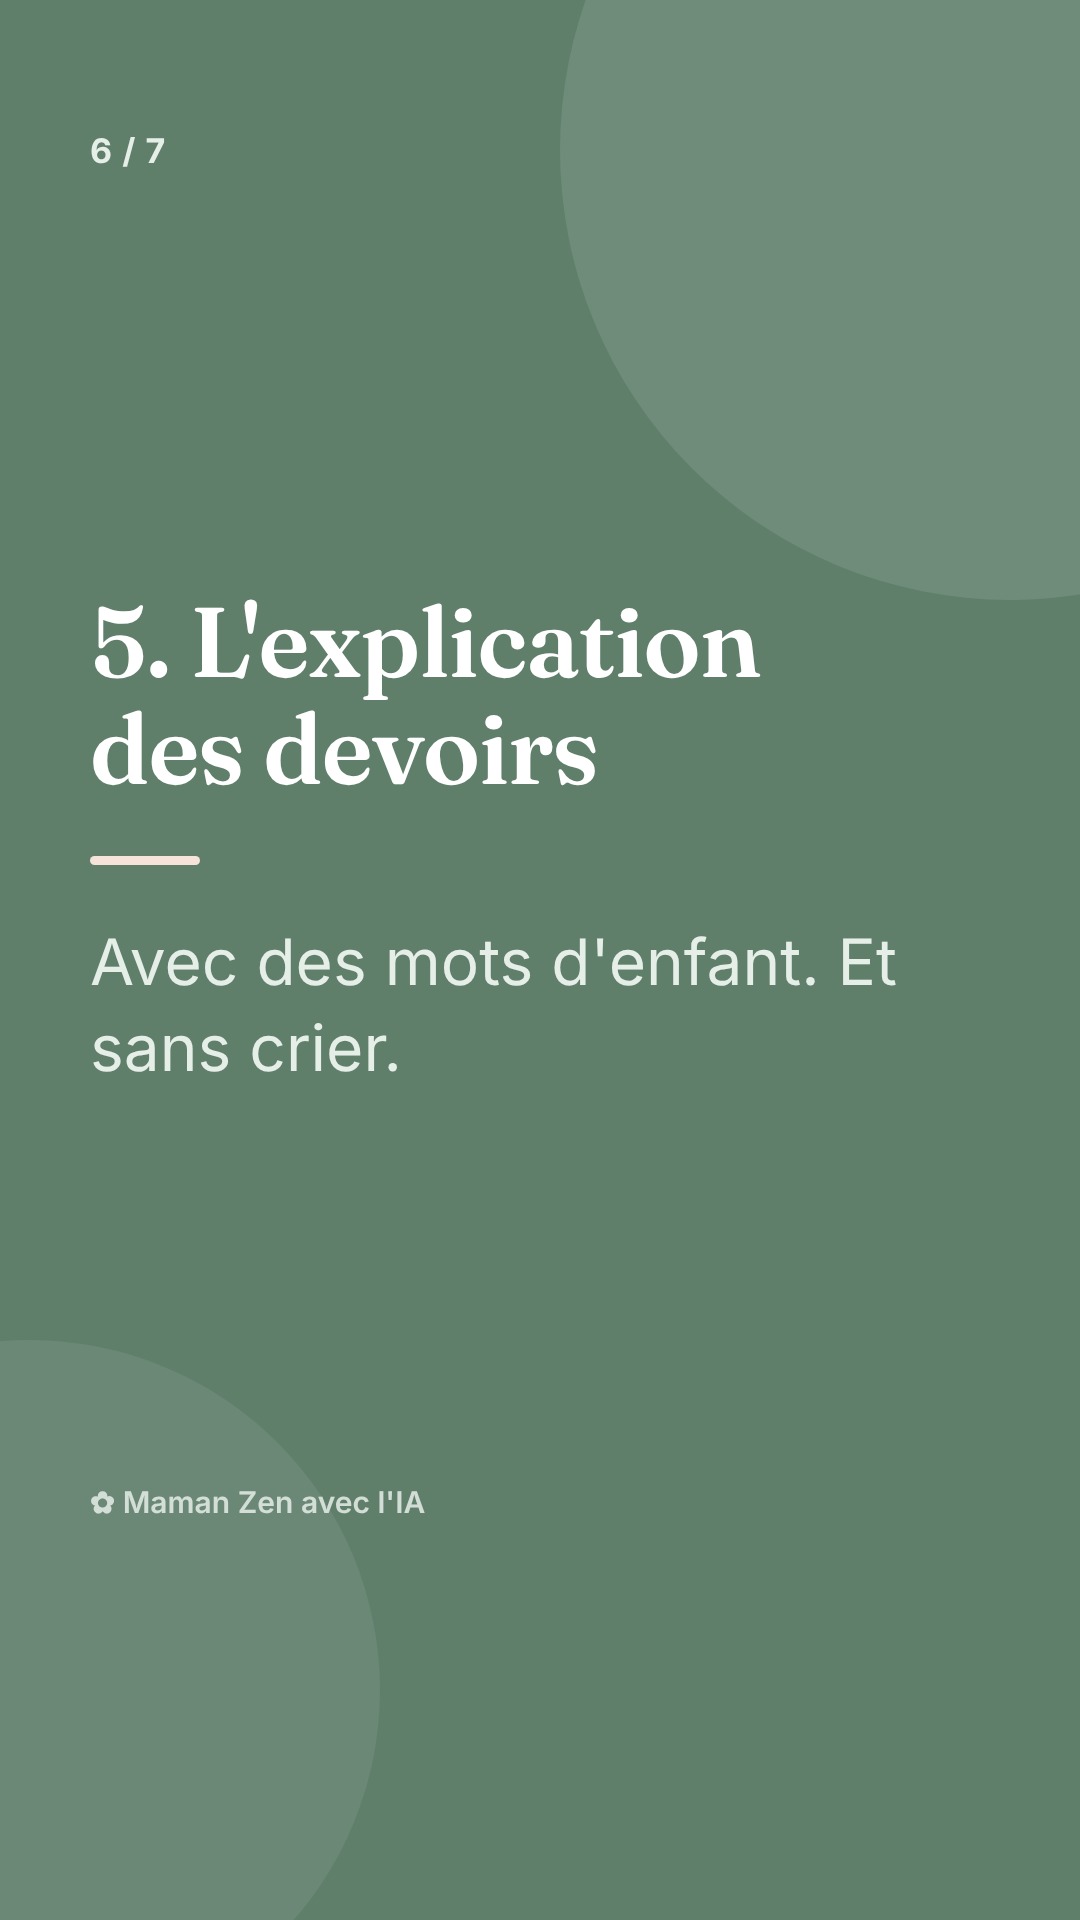 6 / 7
5. L'explication
des devoirs
Avec des mots d'enfant. Et
sans crier.
✿ Maman Zen avec l'IA